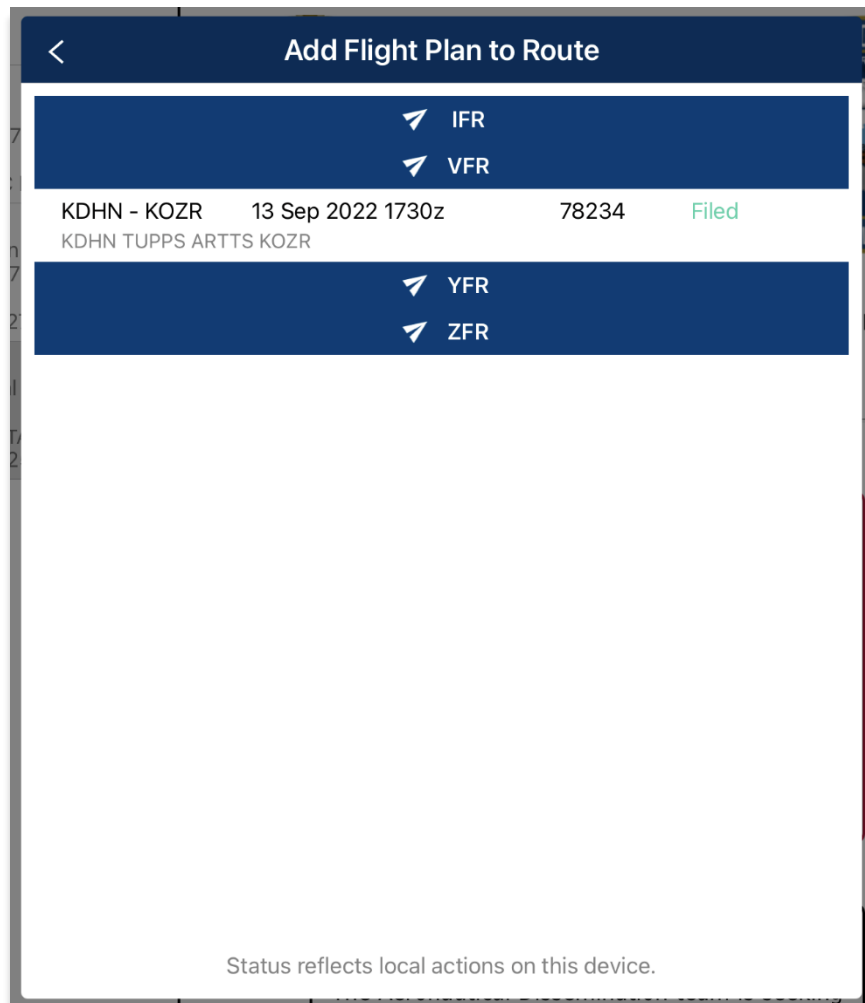 Add Flight Plan to Route
IFR
VFR
KDHN - KOZR 13 Sep 2022 1730z 78234 Filed
KDHN TUPPS ARTTS KOZR
YFR
ZFR
Status reflects local actions on this device.